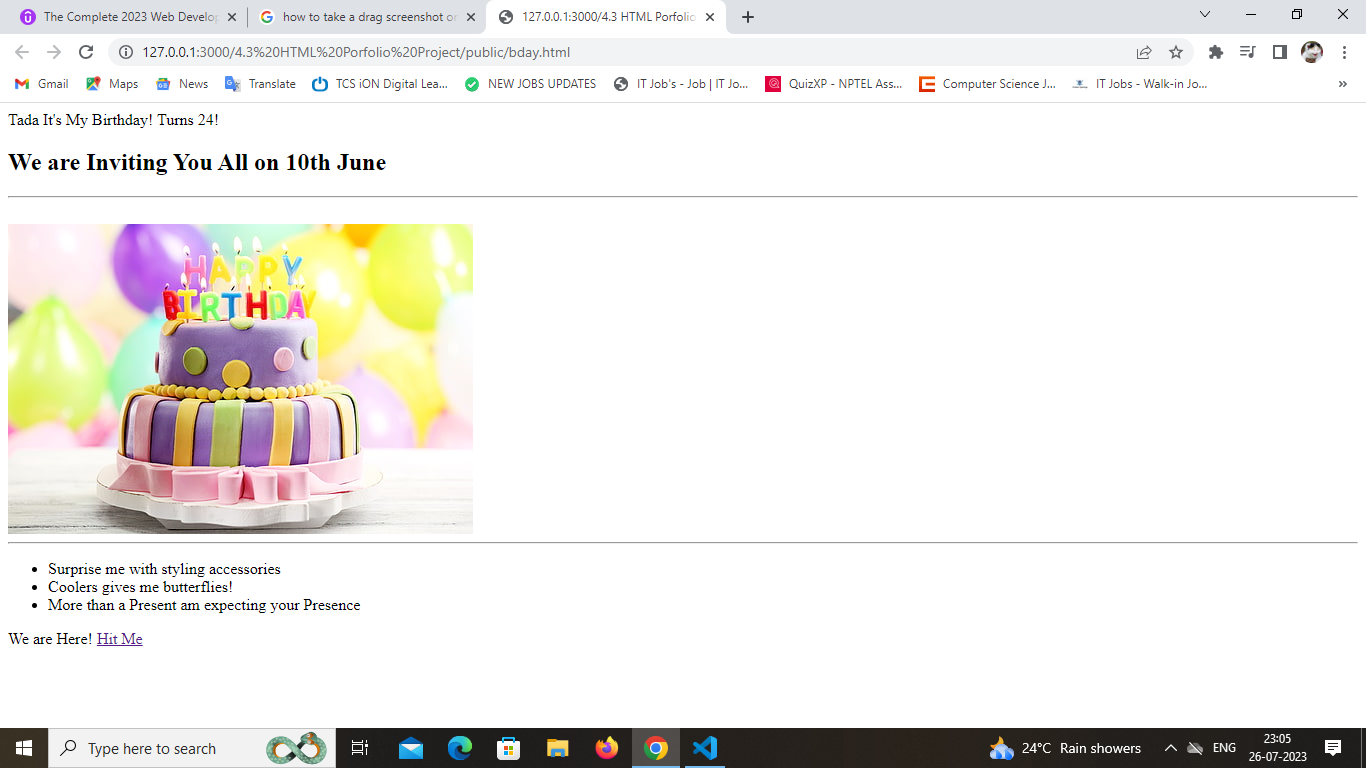 The Complete 2023 Web Develop
how to take a drag screenshot or
127.0.0.1:3000/4.3 HTML Porfolio
127.0.0.1:3000/4.3%20HTML%20Porfolio%20Project/public/bday.html
Gmail Maps News Translate TCS iON Digital Lea... NEW JOBS UPDATES IT Job's - Job | IT Jo... QuizXP - NPTEL Ass... Computer Science J... IT Jobs - Walk-in Jo... »
Tada It's My Birthday! Turns 24!
We are Inviting You All on 10th June
HAPPY
BIRTHDAY
• Surprise me with styling accessories
• Coolers gives me butterflies!
• More than a Present am expecting your Presence
We are Here! Hit Me
Type here to search
24°C Rain showers
ENG
23:05
26-07-2023